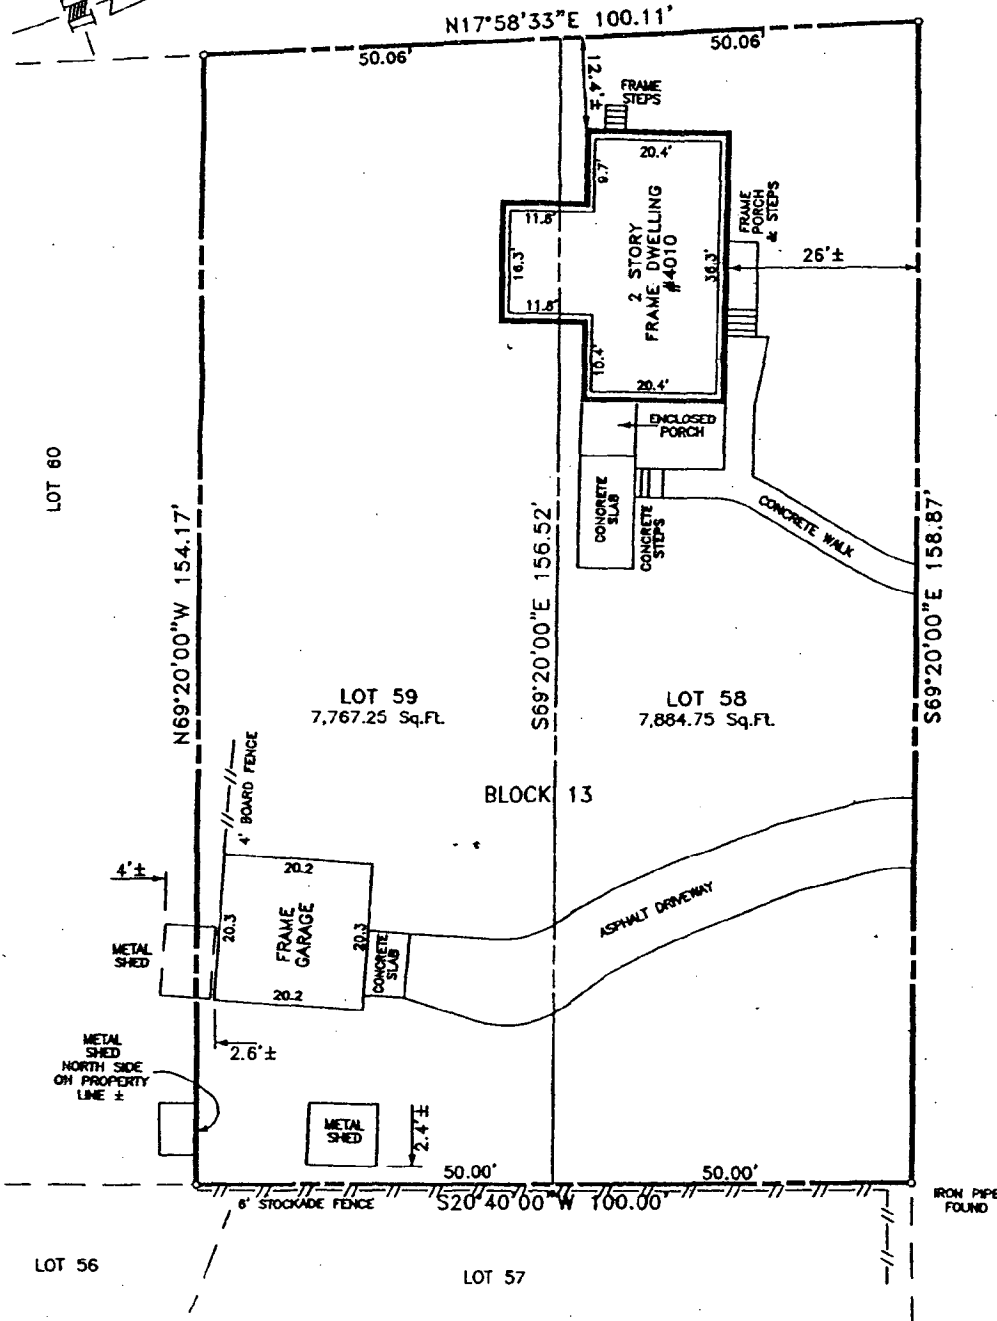 N17°58'33"E 100.11'
50.06'
50.06'
12.4'±
FRAME
STEPS
20.4'
9.7'
11.8'
16.3'
11.8'
10.4'
2 STORY
FRAME DWELLING
#4010
36.3'
20.4'
FRAME
PORCH
& STEPS
26'±
ENCLOSED
PORCH
CONCRETE
SLAB
CONCRETE
STEPS
CONCRETE WALK
LOT 60
N69°20'00"W 154.17'
S69°20'00"E 156.52'
S69°20'00"E 158.87'
LOT 59
7,767.25 Sq.Ft.
LOT 58
7,884.75 Sq.Ft.
BLOCK 13
4' BOARD FENCE
4'±
20.2
20.3
FRAME
GARAGE
20.3
20.2
CONCRETE
SLAB
ASPHALT DRIVEWAY
METAL
SHED
2.6'±
METAL
SHED
NORTH SIDE
ON PROPERTY
LINE ±
METAL
SHED
2.4'±
50.00'
50.00'
6' STOCKADE FENCE
S20°40'00"W 100.00'
IRON PIPE
FOUND
LOT 56
LOT 57